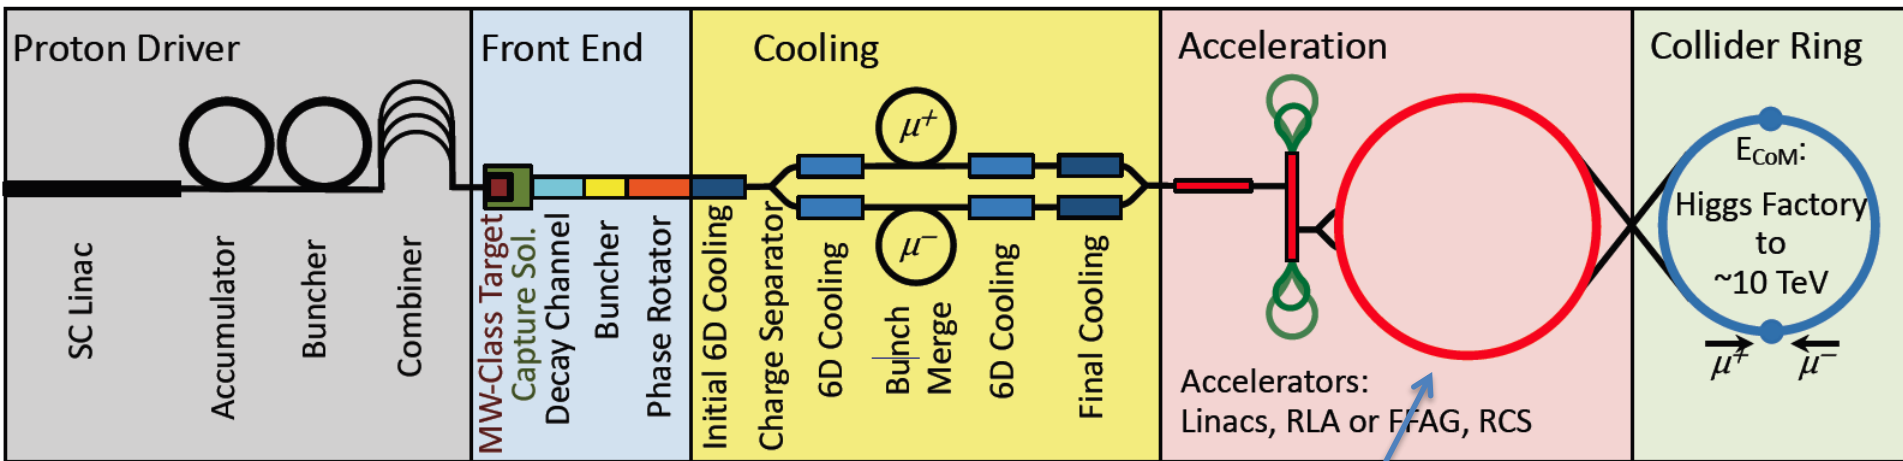 Proton Driver
SC Linac
Accumulator
Buncher
Combiner
Front End
MW-Class Target
Capture Sol.
Decay Channel
Buncher
Phase Rotator
Cooling
μ+
μ−
Initial 6D Cooling
Charge Separator
6D Cooling
Bunch
Merge
6D Cooling
Final Cooling
Acceleration
Accelerators:
Linacs, RLA or FFAG, RCS
Collider Ring
ECoM:
Higgs Factory
to
~10 TeV
μ+ μ−